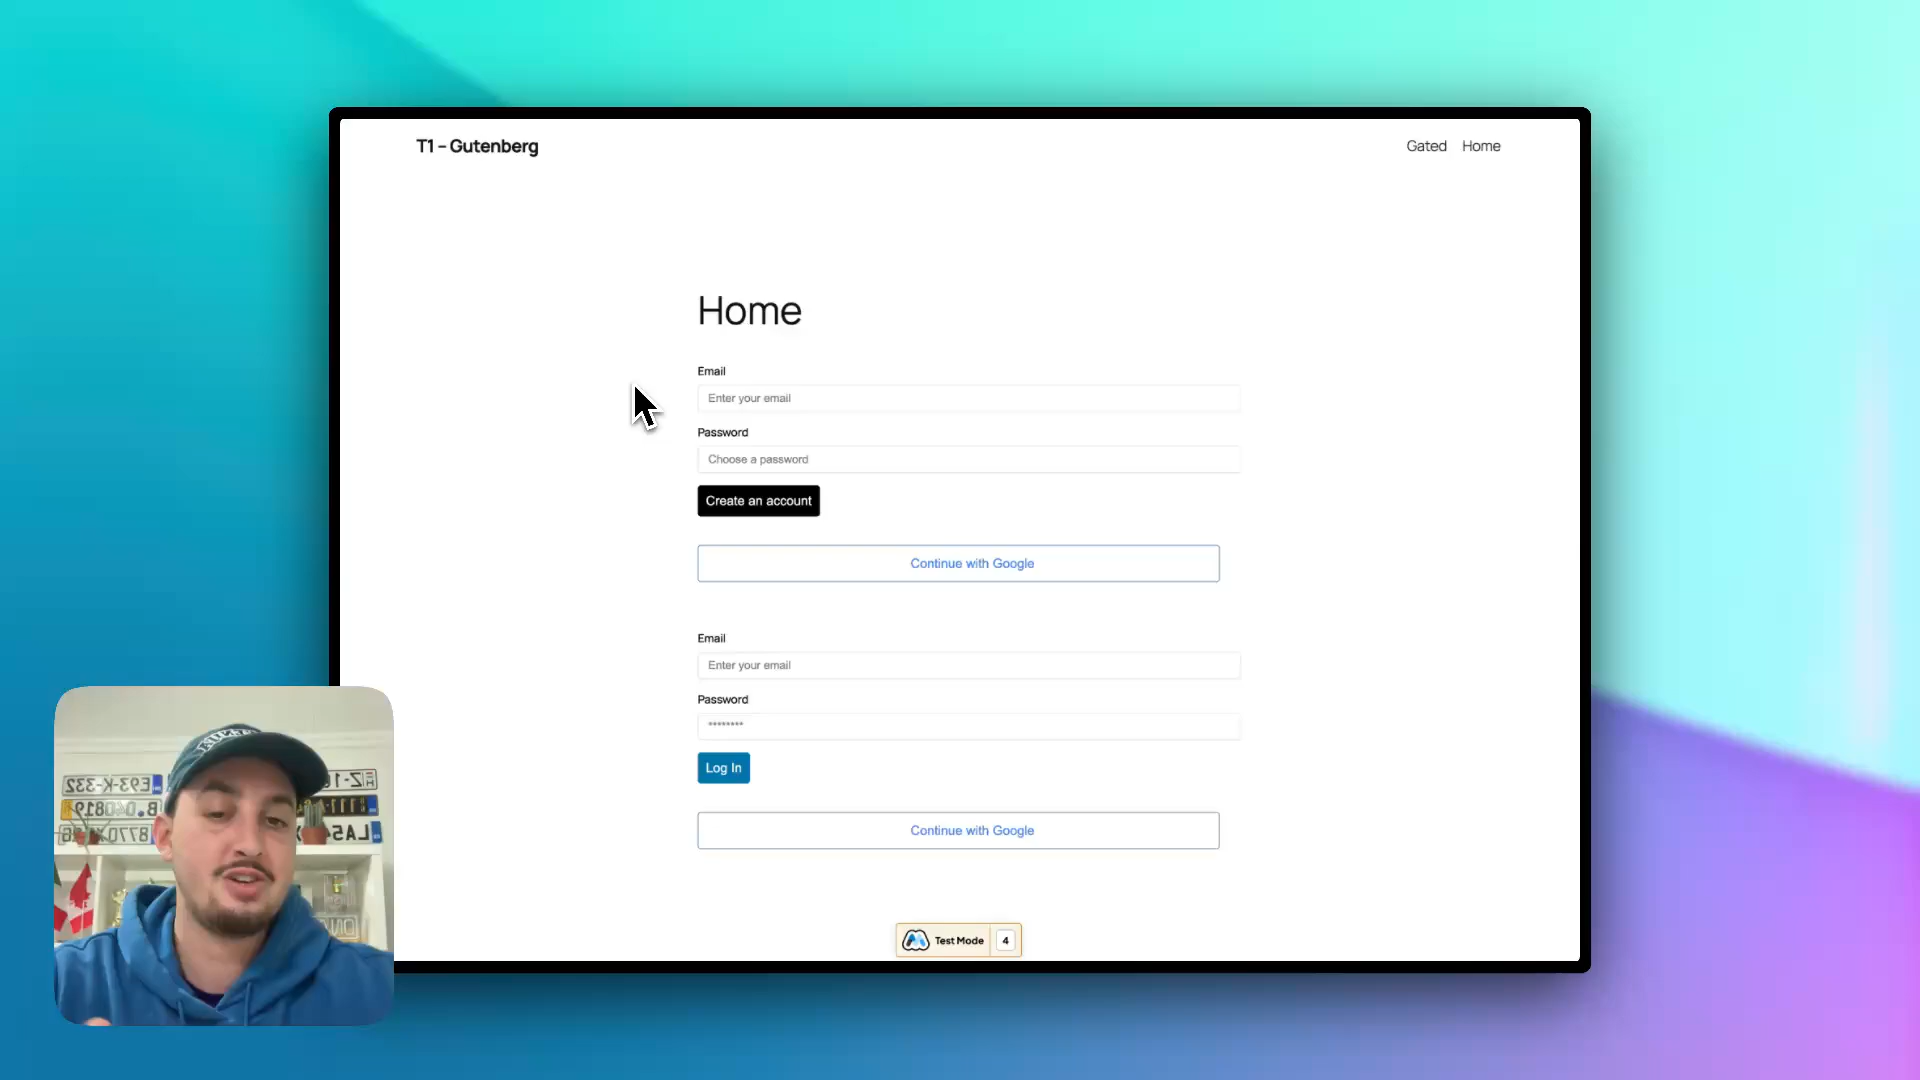 T1 – Gutenberg
Gated Home
Home
Email
Enter your email
Password
Choose a password
Create an account
Continue with Google
Email
Enter your email
Password
********
Log In
Continue with Google
Test Mode 4